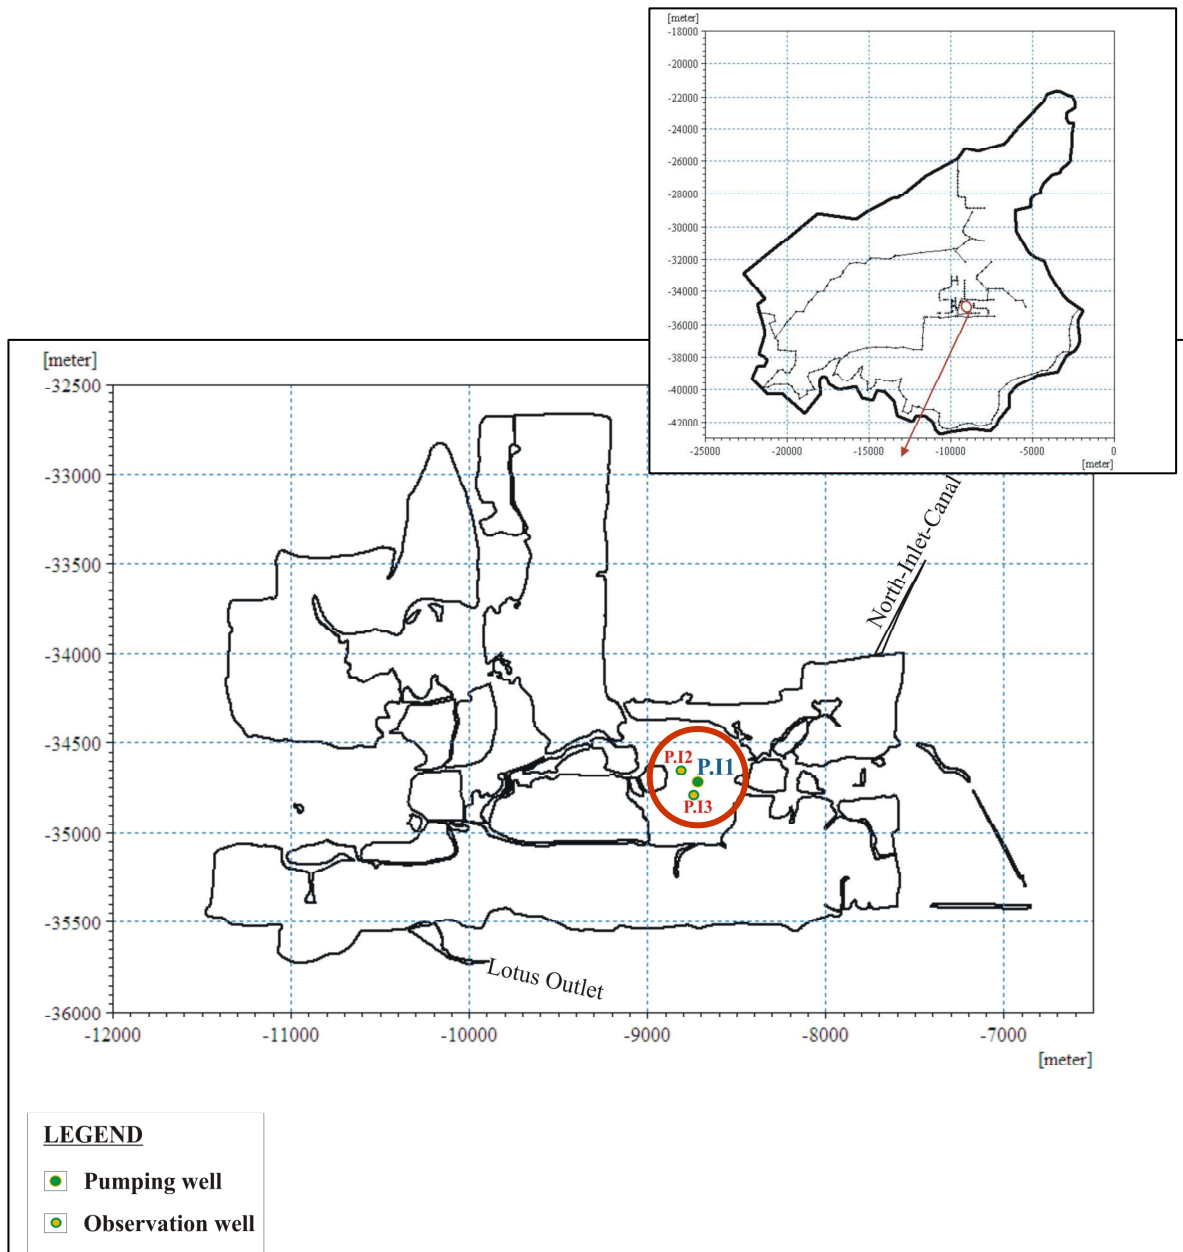 [meter]
-18000
-20000
-22000
-24000
-26000
-28000
-30000
-32000
-34000
-36000
-38000
-40000
-42000
-25000 -20000 -15000 -10000 -5000 0
[meter]
[meter]
-32500
-33000
-33500
-34000
-34500
-35000
-35500
-36000
-12000 -11000 -10000 -9000 -8000 -7000
[meter]
North-Inlet-Canal
P.I2
P.I1
P.I3
Lotus Outlet
LEGEND
Pumping well
Observation well